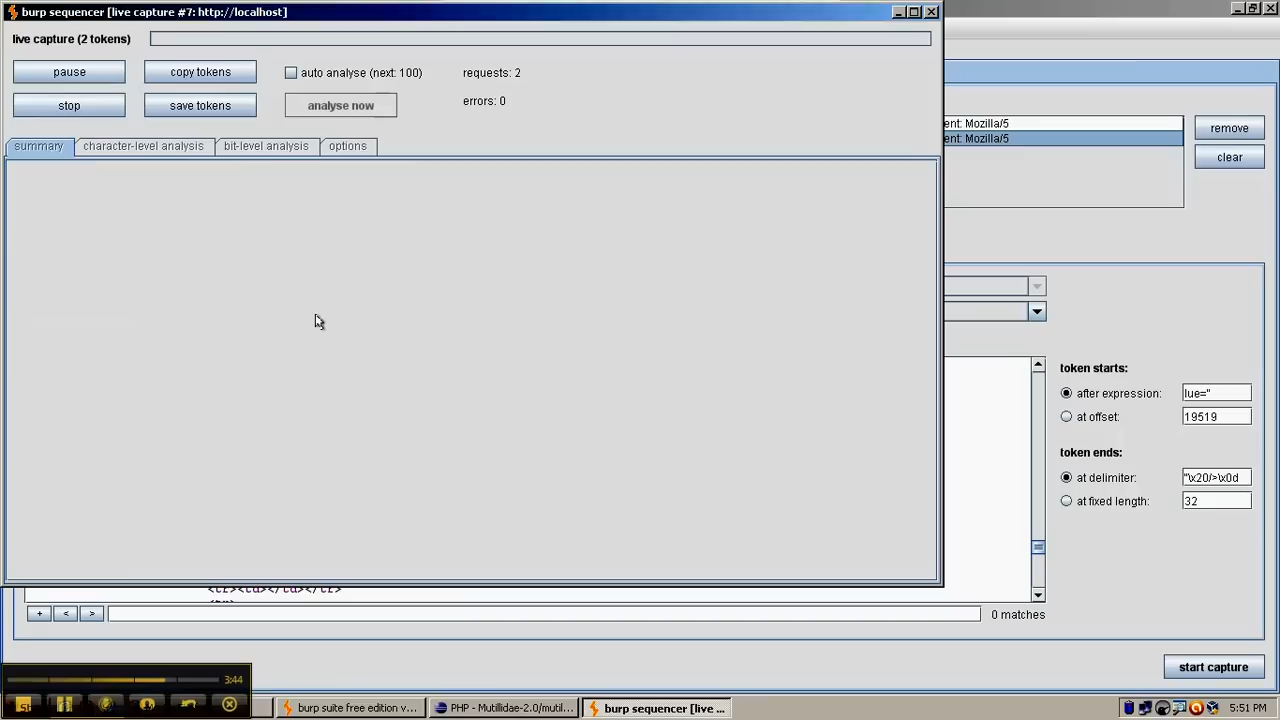 burp sequencer [live capture #7: http://localhost]
live capture (2 tokens)
pause
copy tokens
auto analyse (next: 100)
requests: 2
stop
save tokens
analyse now
errors: 0
summary
character-level analysis
bit-level analysis
options
ent: Mozilla/5
ent: Mozilla/5
remove
clear
token starts:
after expression:
lue="
at offset:
19519
token ends:
at delimiter:
"\x20/>\x0d
at fixed length:
32
<tr><td></td></tr>
+
<
>
0 matches
start capture
3:44
burp suite free edition v...
PHP - Mutillidae-2.0/mutil...
burp sequencer [live ...
5:51 PM